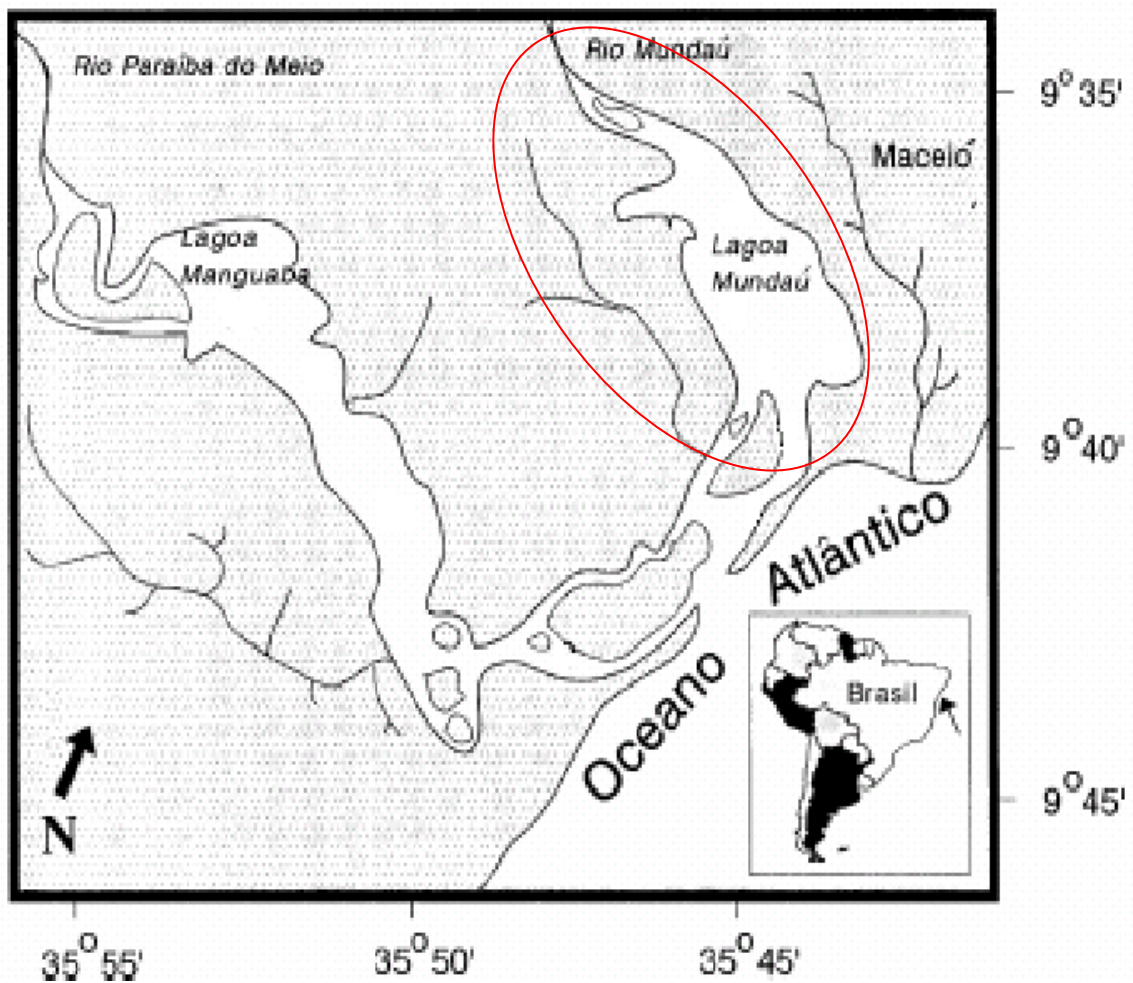 Rio Paraíba do Meio
Rio Mundaú
9° 35'
Maceió
Lagoa
Manguaba
Lagoa
Mundaú
9° 40'
Oceano Atlântico
Brasil
9° 45'
N
35° 55'
35° 50'
35° 45'